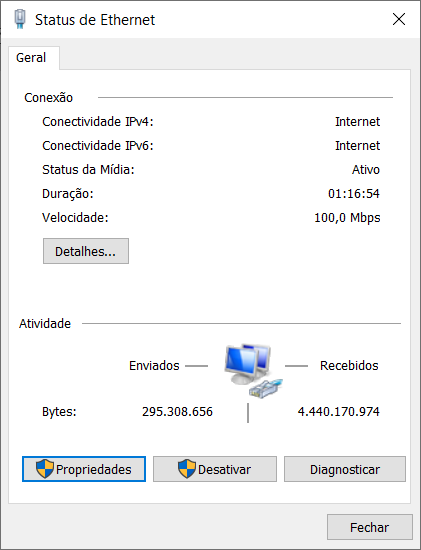 Status de Ethernet
Geral
Conexão
Conectividade IPv4: Internet
Conectividade IPv6: Internet
Status da Mídia: Ativo
Duração: 01:16:54
Velocidade: 100,0 Mbps
Detalhes...
Atividade
Enviados Recebidos
Bytes: 295.308.656 4.440.170.974
Propriedades Desativar Diagnosticar
Fechar